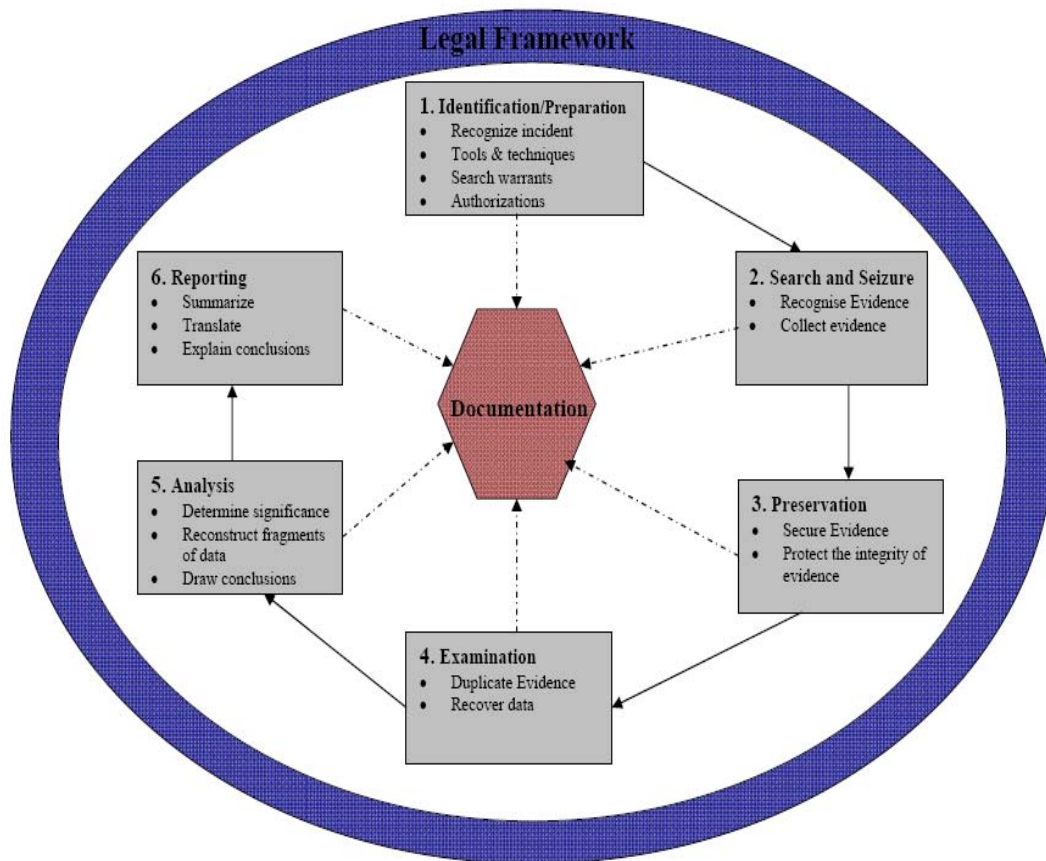 Legal Framework
1. Identification/Preparation
• Recognize incident
• Tools & techniques
• Search warrants
• Authorizations
2. Search and Seizure
• Recognise Evidence
• Collect evidence
3. Preservation
• Secure Evidence
• Protect the integrity of
evidence
4. Examination
• Duplicate Evidence
• Recover data
5. Analysis
• Determine significance
• Reconstruct fragments
of data
• Draw conclusions
6. Reporting
• Summarize
• Translate
• Explain conclusions
Documentation